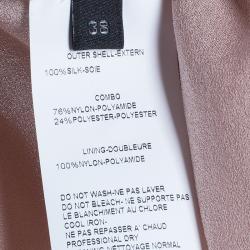 38
OUTER SHELL-EXTERN
100%SILK-SOIE
COMBO
76%NYLON-POLYAMIDE
24%POLYESTER-POLYESTER
LINING-DOUBLEURE
100%NYLON-POLYAMIDE
DO NOT WASH-NE PAS LAVER
DO NOT BLEACH-NE SUPPORTE PAS
LE BLANCHIMENT AU CHLORE
COOL IRON-
NE PAS REPASSER A CHAUD
PROFESSIONAL DRY
CLEANING NETTOYAGE NORMAL